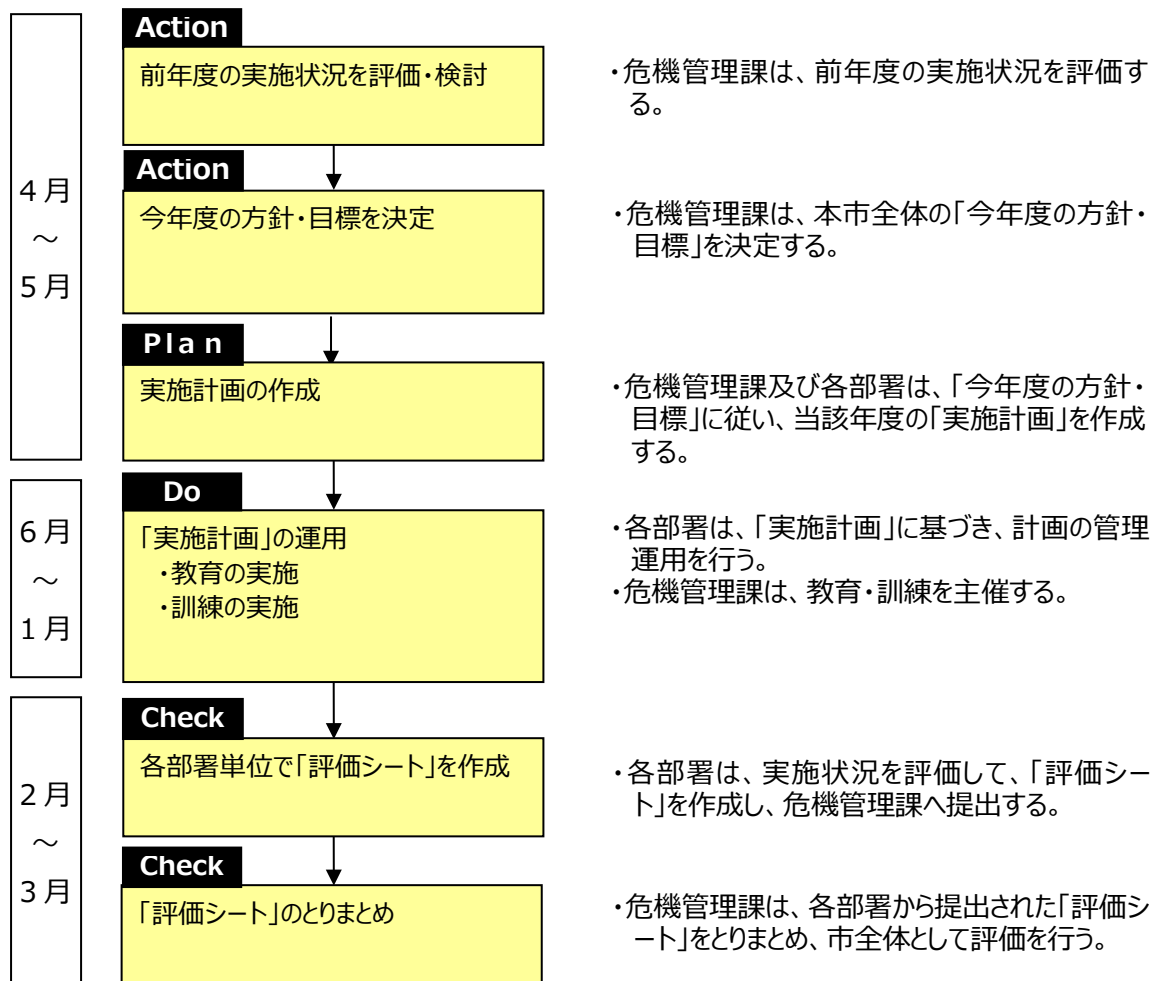 4月
～
5月
Action
前年度の実施状況を評価・検討
・危機管理課は、前年度の実施状況を評価す
る。
Action
今年度の方針・目標を決定
・危機管理課は、本市全体の「今年度の方針・
目標」を決定する。
Plan
実施計画の作成
・危機管理課及び各部署は、「今年度の方針・
目標」に従い、当該年度の「実施計画」を作成
する。
6月
～
1月
Do
「実施計画」の運用
・教育の実施
・訓練の実施
・各部署は、「実施計画」に基づき、計画の管理
運用を行う。
・危機管理課は、教育・訓練を主催する。
2月
～
3月
Check
各部署単位で「評価シート」を作成
・各部署は、実施状況を評価して、「評価シー
ト」を作成し、危機管理課へ提出する。
Check
「評価シート」のとりまとめ
・危機管理課は、各部署から提出された「評価シ
ート」をとりまとめ、市全体として評価を行う。